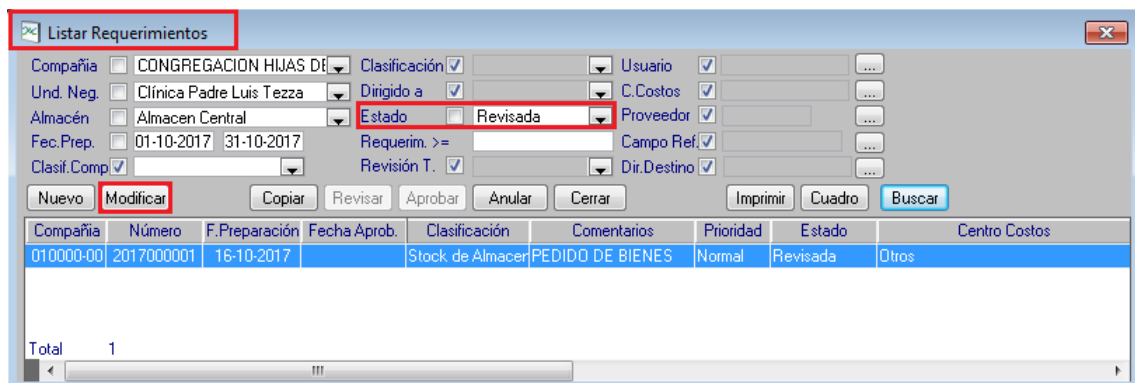 Listar Requerimientos
Compañia CONGREGACION HIJAS DE Clasificación Usuario ...
Und. Neg. Clínica Padre Luis Tezza Dirigido a C.Costos ...
Almacén Almacen Central Estado Revisada Proveedor ...
Fec.Prep. 01-10-2017 31-10-2017 Requerim. >= Campo Ref. ...
Clasif.Comp Revisión T. Dir.Destino ...
Nuevo Modificar Copiar Revisar Aprobar Anular Cerrar Imprimir Cuadro Buscar
Compañia Número F.Preparación Fecha Aprob. Clasificación Comentarios Prioridad Estado Centro Costos
010000-00 2017000001 16-10-2017 Stock de Almacen PEDIDO DE BIENES Normal Revisada Otros
Total 1